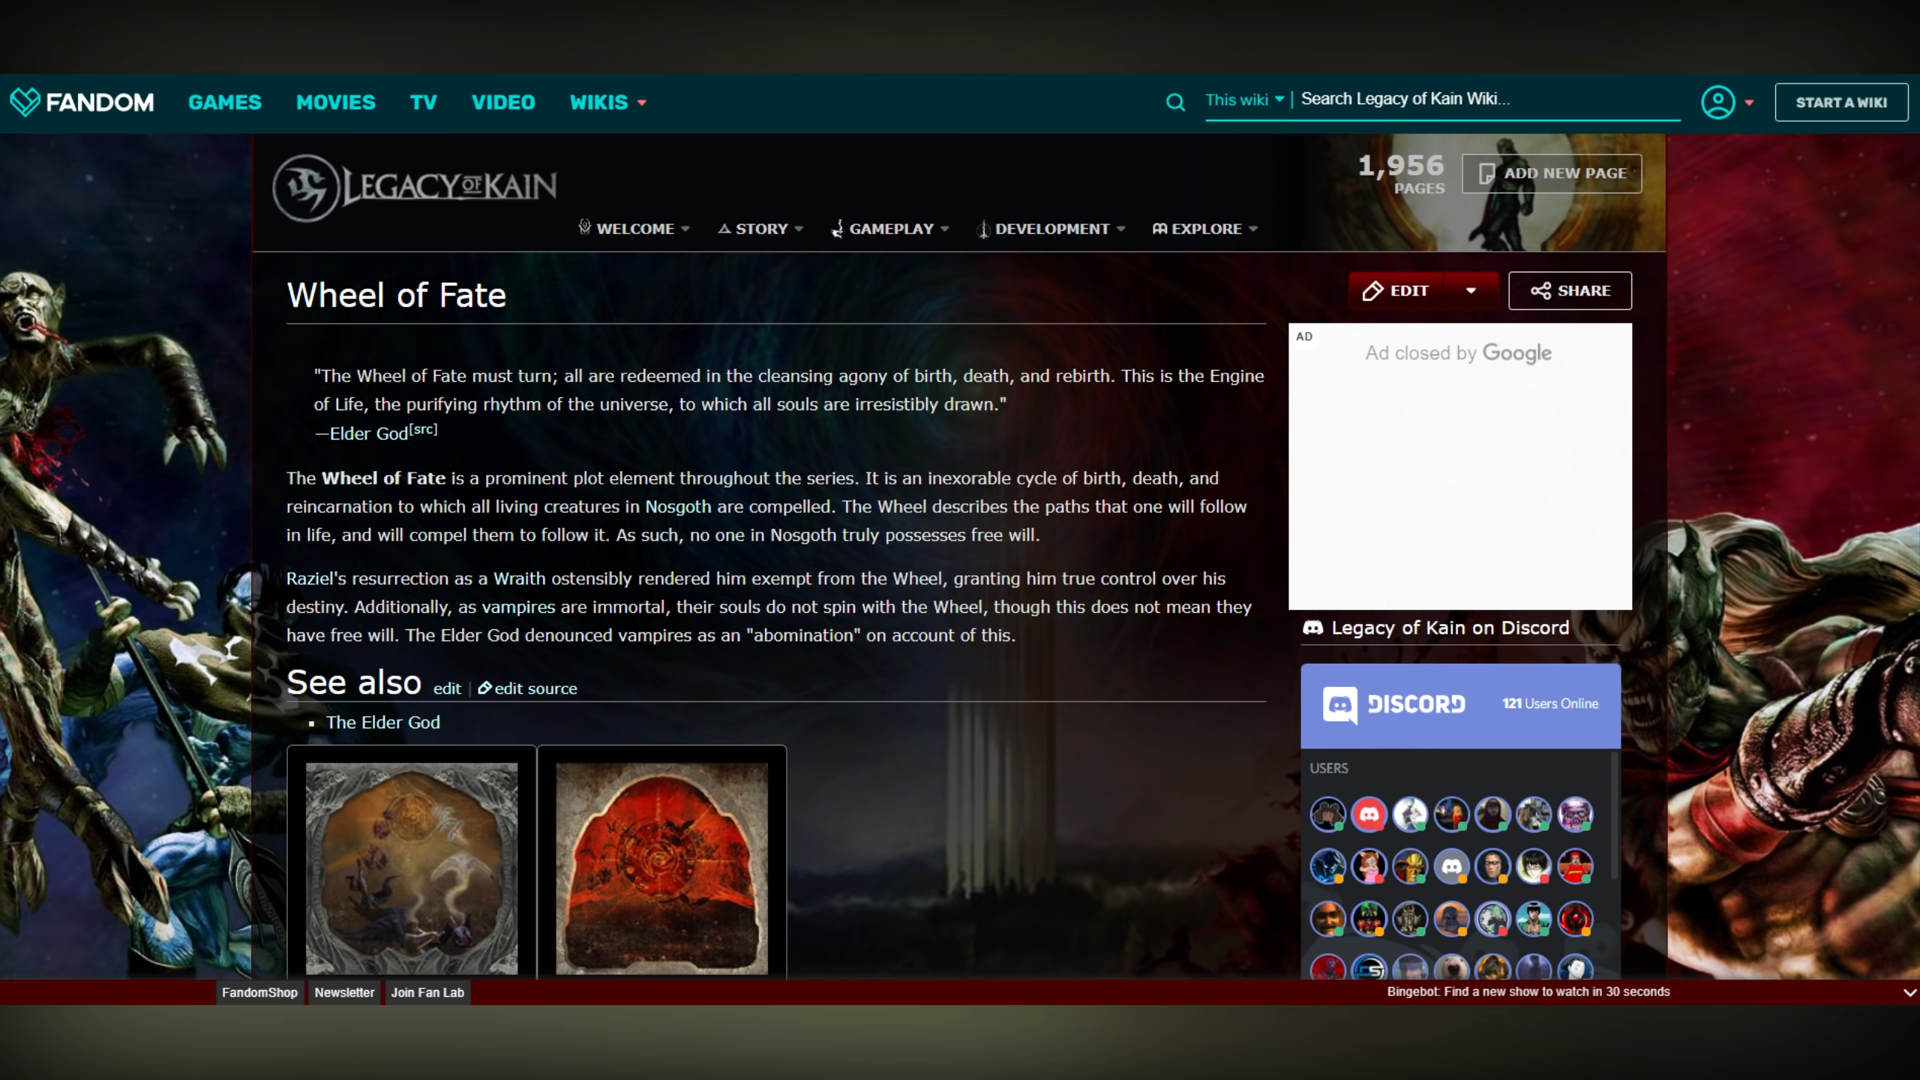 FANDOM GAMES MOVIES TV VIDEO WIKIS This wiki | Search Legacy of Kain Wiki... START A WIKI
LEGACY OF KAIN
1,956
PAGES
ADD NEW PAGE
WELCOME STORY GAMEPLAY DEVELOPMENT EXPLORE
Wheel of Fate
EDIT SHARE
"The Wheel of Fate must turn; all are redeemed in the cleansing agony of birth, death, and rebirth. This is the Engine
of Life, the purifying rhythm of the universe, to which all souls are irresistibly drawn."
—Elder God[src]
The Wheel of Fate is a prominent plot element throughout the series. It is an inexorable cycle of birth, death, and
reincarnation to which all living creatures in Nosgoth are compelled. The Wheel describes the paths that one will follow
in life, and will compel them to follow it. As such, no one in Nosgoth truly possesses free will.
Raziel's resurrection as a Wraith ostensibly rendered him exempt from the Wheel, granting him true control over his
destiny. Additionally, as vampires are immortal, their souls do not spin with the Wheel, though this does not mean they
have free will. The Elder God denounced vampires as an "abomination" on account of this.
See also edit | edit source
The Elder God
AD
Ad closed by Google
Legacy of Kain on Discord
DISCORD 121 Users Online
USERS
FandomShop Newsletter Join Fan Lab
Bingebot: Find a new show to watch in 30 seconds